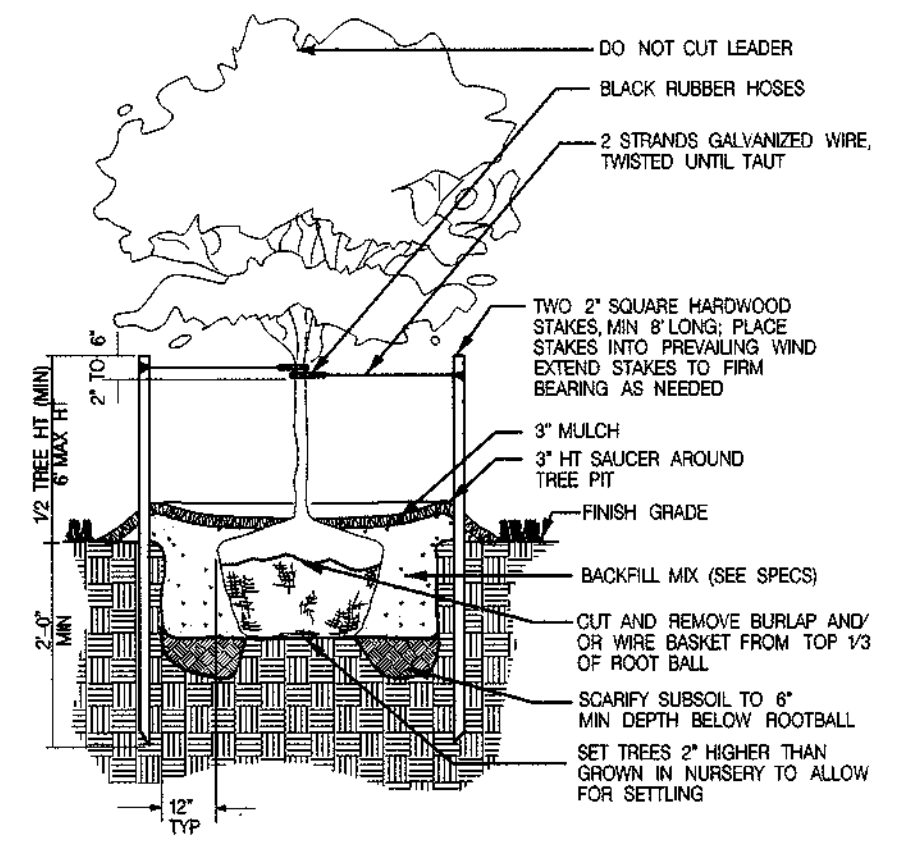 DO NOT CUT LEADER
BLACK RUBBER HOSES
2 STRANDS GALVANIZED WIRE,
TWISTED UNTIL TAUT
TWO 2" SQUARE HARDWOOD
STAKES, MIN 8' LONG; PLACE
STAKES INTO PREVAILING WIND
EXTEND STAKES TO FIRM
BEARING AS NEEDED
3" MULCH
3" HT SAUCER AROUND
TREE PIT
FINISH GRADE
BACKFILL MIX (SEE SPECS)
CUT AND REMOVE BURLAP AND/
OR WIRE BASKET FROM TOP 1/3
OF ROOT BALL
SCARIFY SUBSOIL TO 6"
MIN DEPTH BELOW ROOTBALL
SET TREES 2" HIGHER THAN
GROWN IN NURSERY TO ALLOW
FOR SETTLING
2" TO 6"
1/2 TREE HT (MIN)
6' MAX HT
2'-0"
MIN
12"
TYP